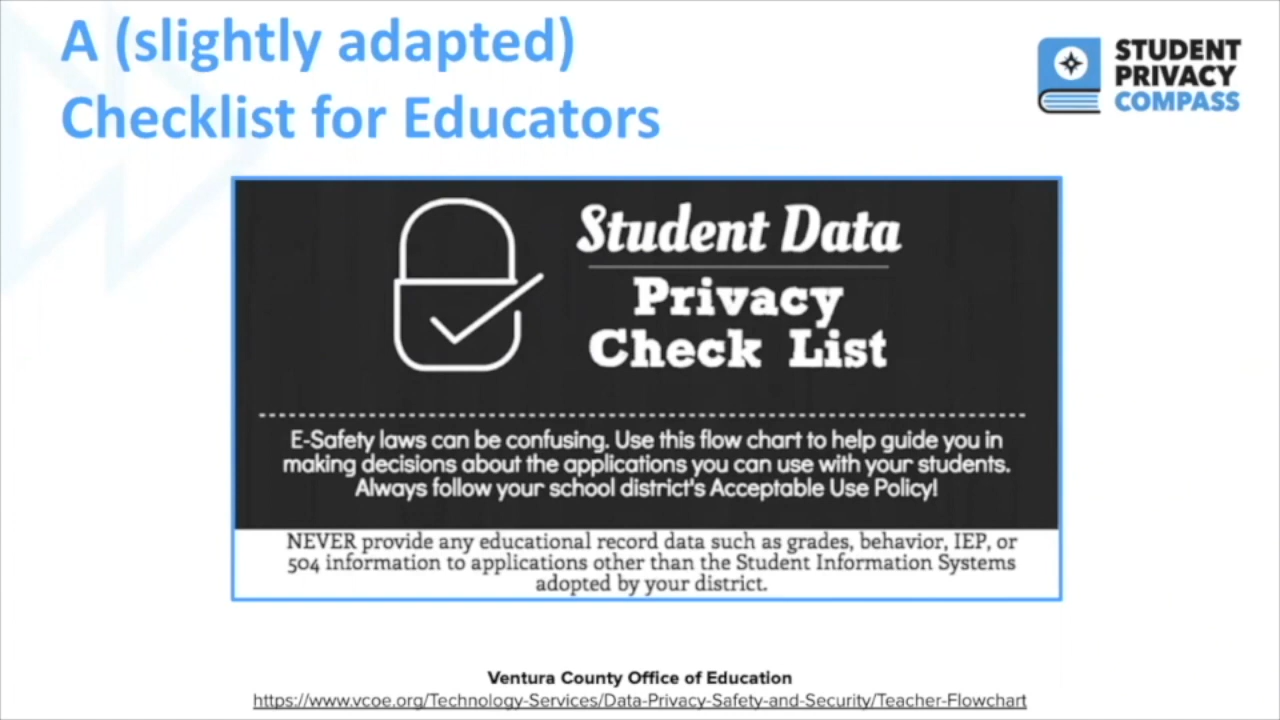 A (slightly adapted)
Checklist for Educators
STUDENT
PRIVACY
COMPASS
Student Data
Privacy
Check List
E-Safety laws can be confusing. Use this flow chart to help guide you in
making decisions about the applications you can use with your students.
Always follow your school district's Acceptable Use Policy!
NEVER provide any educational record data such as grades, behavior, IEP, or
504 information to applications other than the Student Information Systems
adopted by your district.
Ventura County Office of Education
https://www.vcoe.org/Technology-Services/Data-Privacy-Safety-and-Security/Teacher-Flowchart